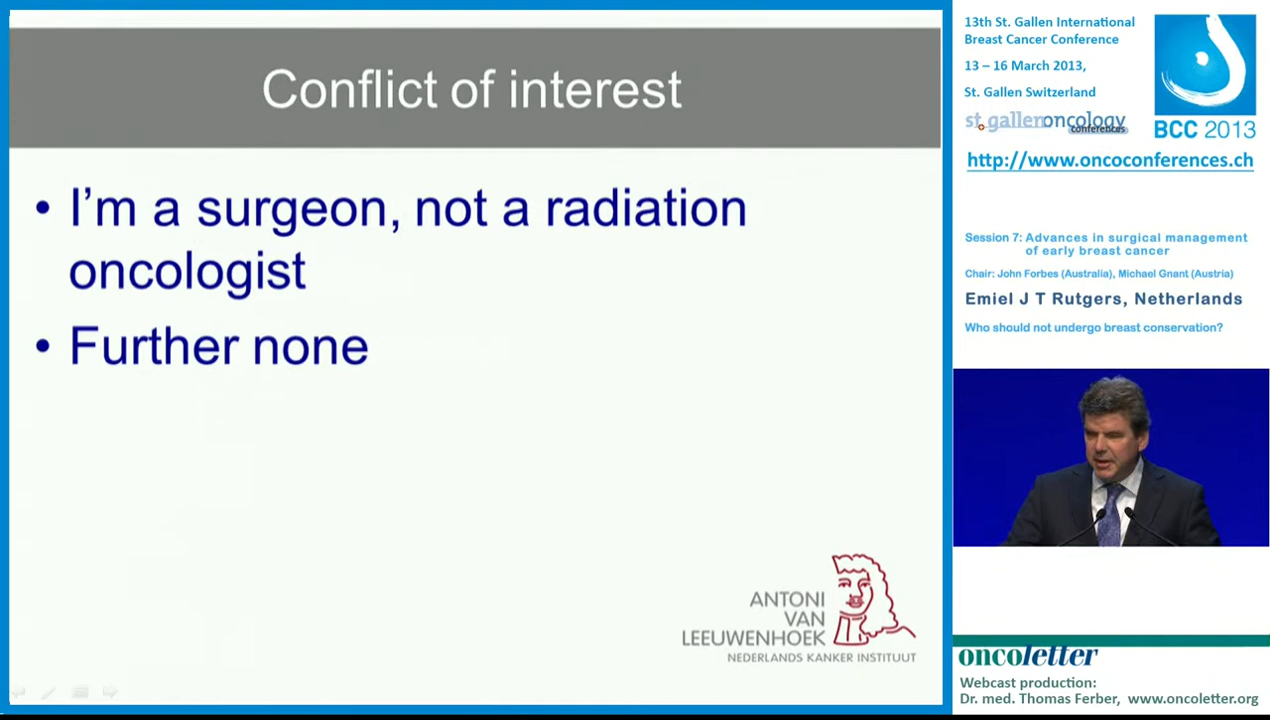 Conflict of interest
• I'm a surgeon, not a radiation
oncologist
• Further none
ANTONI
VAN
LEEUWENHOEK
NEDERLANDS KANKER INSTITUUT
13th St. Gallen International
Breast Cancer Conference
13 – 16 March 2013,
St. Gallen Switzerland
st.gallenoncology
conferences
BCC 2013
http://www.oncoconferences.ch
Session 7: Advances in surgical management
of early breast cancer
Chair: John Forbes (Australia), Michael Gnant (Austria)
Emiel J T Rutgers, Netherlands
Who should not undergo breast conservation?
oncoletter
Webcast production:
Dr. med. Thomas Ferber, www.oncoletter.org